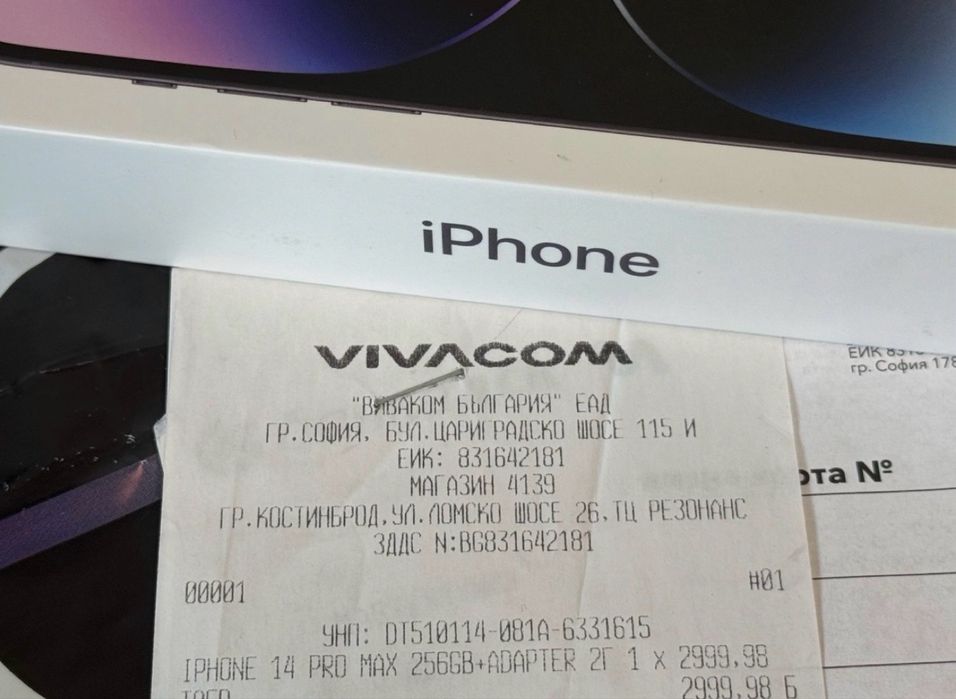 iPhone
VIVACOM
"ВИВАКОМ БЪЛГАРИЯ" ЕАД
ГР.СОФИЯ, БУЛ.ЦАРИГРАДСКО ШОСЕ 115 И
ЕИК: 831642181
МАГАЗИН 4139
ГР.КОСТИНБРОД,УЛ.ЛОМСКО ШОСЕ 26,ТЦ РЕЗОНАНС
ЗДДС N:BG831642181
00001 #01
УНП: DT510114-081A-6331615
IPHONE 14 PRO MAX 256GB+ADAPTER 2Г 1 x 2999.98
2999.98 Б
ЕИК
гр. София 178
ота №